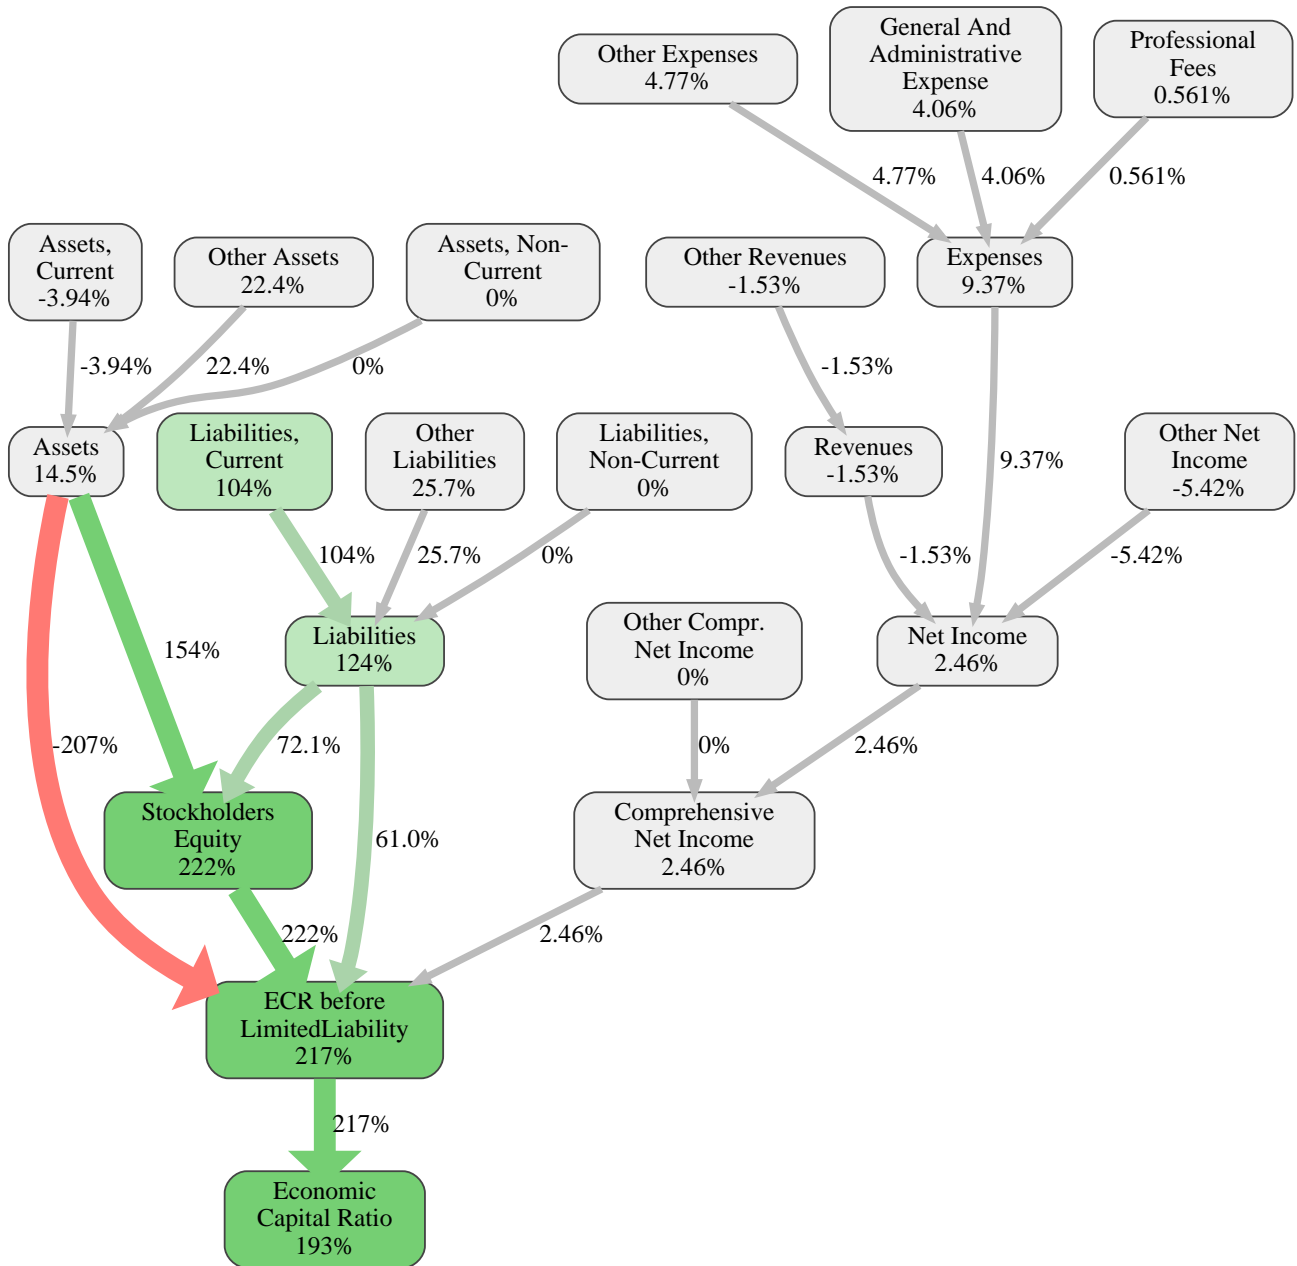 Other Expenses
4.77%
General And
Administrative
Expense
4.06%
Professional
Fees
0.561%
4.77%
4.06%
0.561%
Assets,
Current
-3.94%
Other Assets
22.4%
Assets, Non-
Current
0%
Other Revenues
-1.53%
Expenses
9.37%
-3.94%
22.4%
0%
-1.53%
Assets
14.5%
Liabilities,
Current
104%
Other
Liabilities
25.7%
Liabilities,
Non-Current
0%
Revenues
-1.53%
9.37%
Other Net
Income
-5.42%
104%
25.7%
0%
-1.53%
-5.42%
154%
Liabilities
124%
Other Compr.
Net Income
0%
Net Income
2.46%
-207%
72.1%
0%
2.46%
Stockholders
Equity
222%
61.0%
Comprehensive
Net Income
2.46%
222%
2.46%
ECR before
LimitedLiability
217%
217%
Economic
Capital Ratio
193%